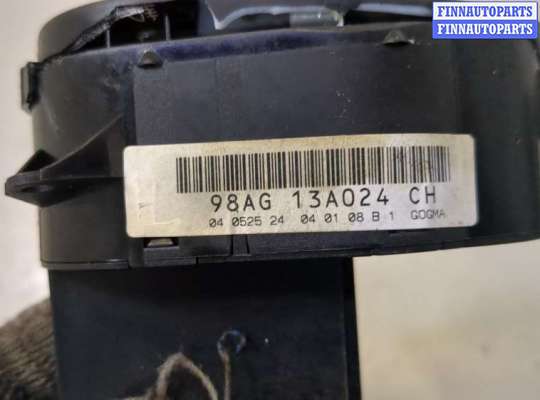 FINNAUTOPARTS
FINNAUTOPARTS
98AG 13A024 CH
04 0525 24 04 01 08 B 1 GOGMA